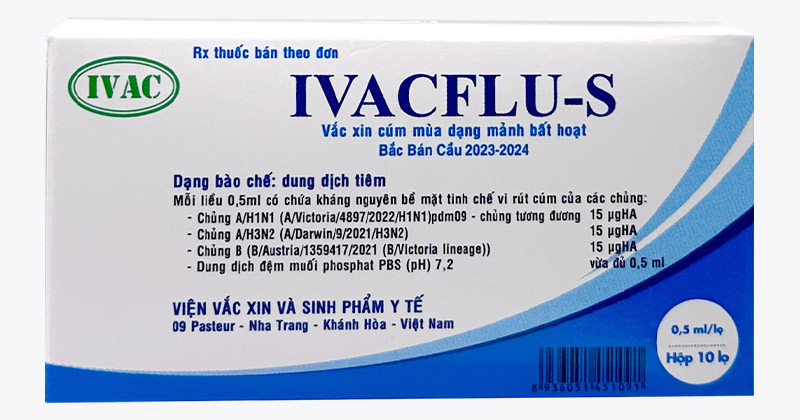 Rx thuốc bán theo đơn
IVAC
IVACFLU-S
Vắc xin cúm mùa dạng mảnh bất hoạt
Bắc Bán Cầu 2023-2024
Dạng bào chế: dung dịch tiêm
Mỗi liều 0,5ml có chứa kháng nguyên bề mặt tinh chế vi rút cúm của các chủng:
- Chủng A/H1N1 (A/Victoria/4897/2022/H1N1)pdm09 - chủng tương đương 15 µgHA
- Chủng A/H3N2 (A/Darwin/9/2021/H3N2) 15 µgHA
- Chủng B (B/Austria/1359417/2021 (B/Victoria lineage)) 15 µgHA
- Dung dịch đệm muối phosphat PBS (pH) 7,2 vừa đủ 0,5 ml
VIỆN VẮC XIN VÀ SINH PHẨM Y TẾ
09 Pasteur - Nha Trang - Khánh Hòa - Việt Nam
0,5 ml/lọ
Hộp 10 lọ
8 936051 451091